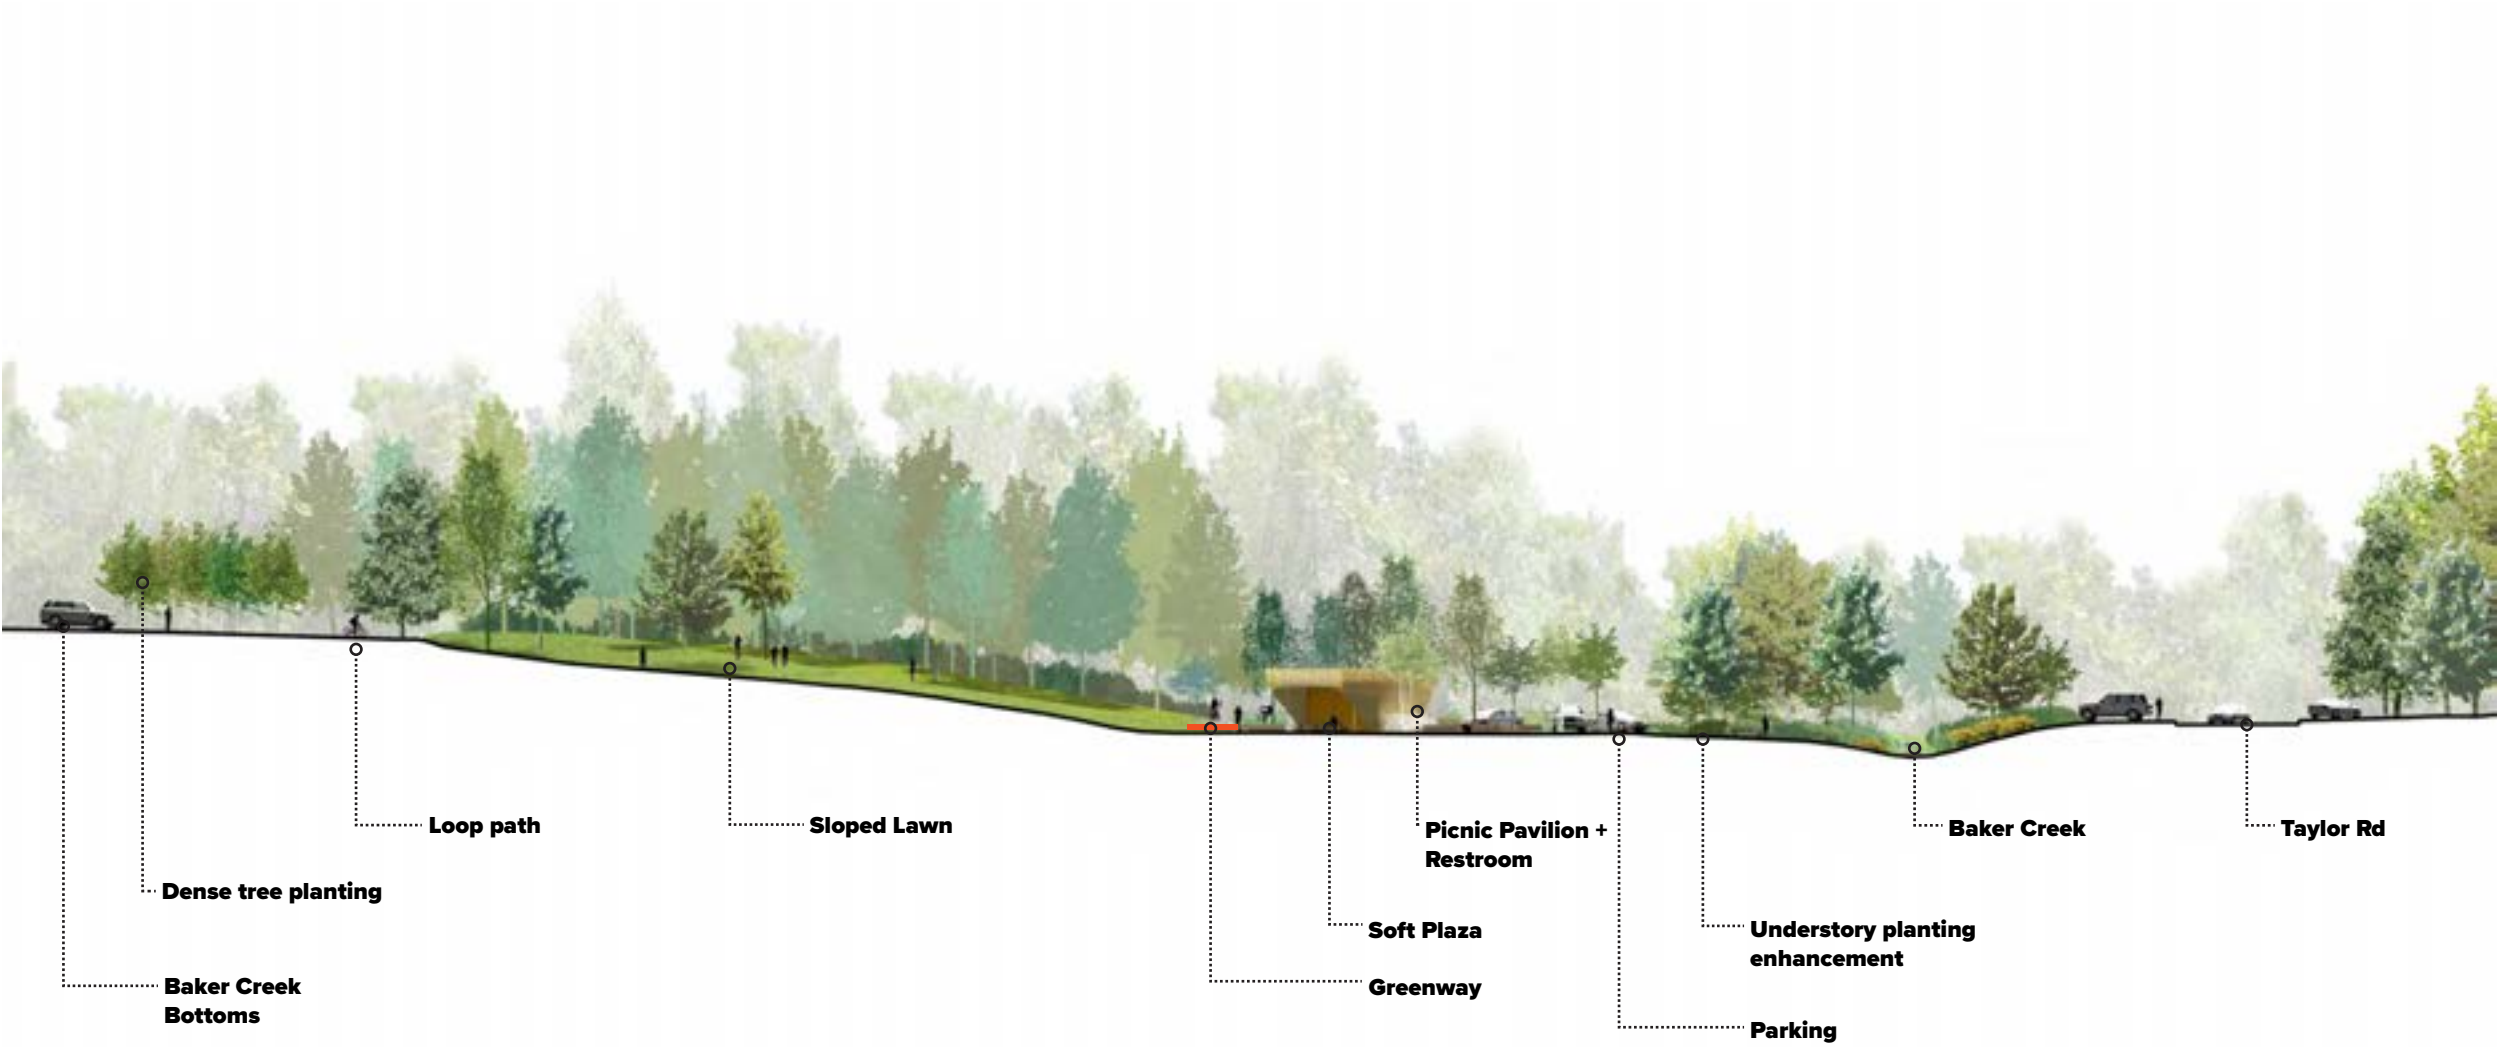 Loop path
Sloped Lawn
Picnic Pavilion +
Restroom
Baker Creek
Taylor Rd
Dense tree planting
Soft Plaza
Understory planting
enhancement
Baker Creek
Bottoms
Greenway
Parking